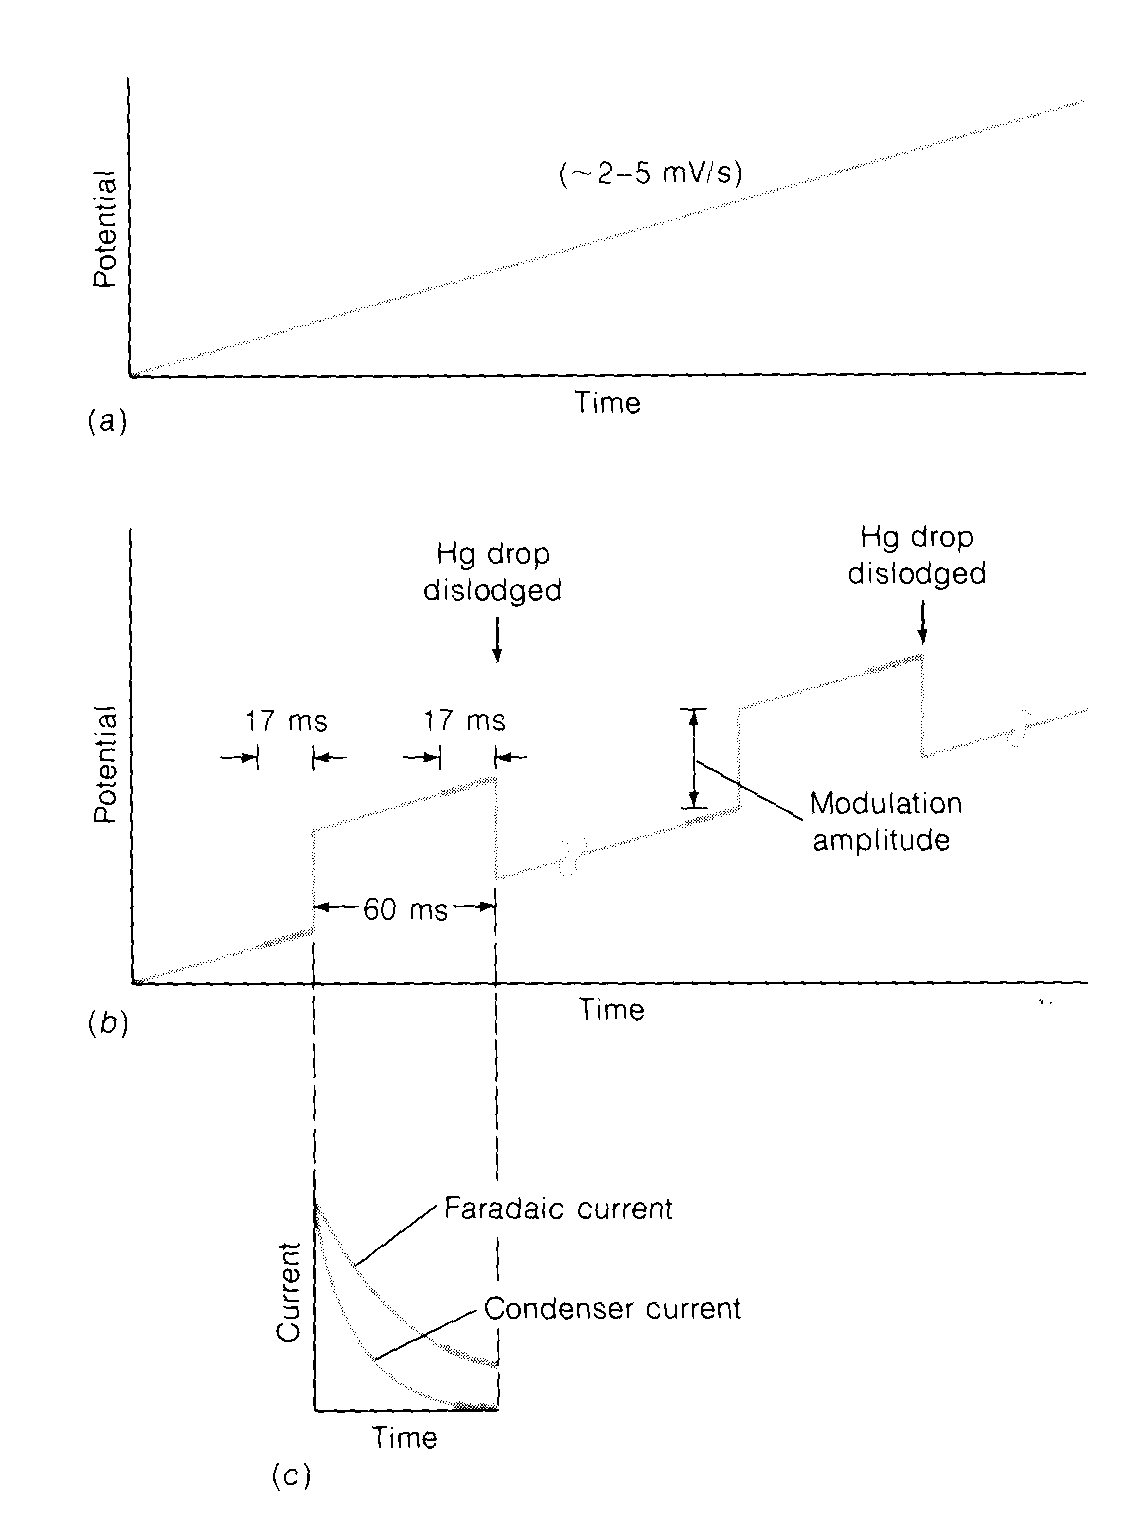 Potential
(~2–5 mV/s)
Time
(a)
Potential
Hg drop
dislodged
Hg drop
dislodged
17 ms
17 ms
Modulation
amplitude
60 ms
Time
(b)
Current
Faradaic current
Condenser current
Time
(c)